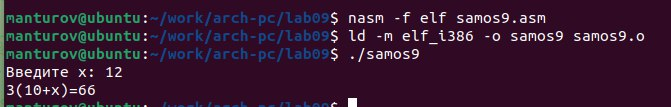 manturov@ubuntu:~/work/arch-pc/lab09$ nasm -f elf samos9.asm
manturov@ubuntu:~/work/arch-pc/lab09$ ld -m elf_i386 -o samos9 samos9.o
manturov@ubuntu:~/work/arch-pc/lab09$ ./samos9
Введите x: 12
3(10+x)=66
manturov@ubuntu:~/work/arch-pc/lab09$